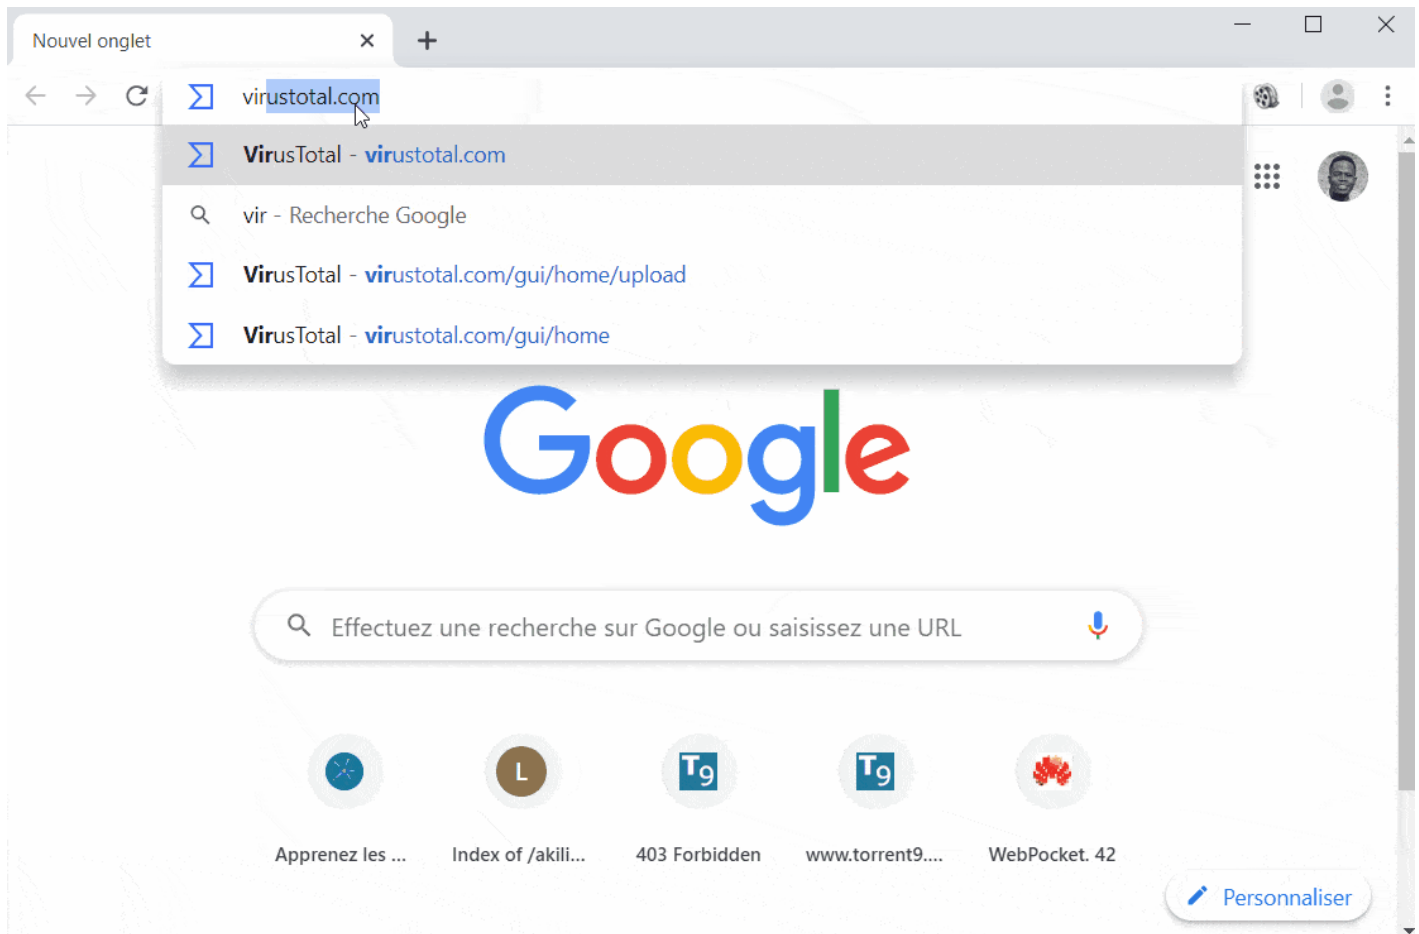 Nouvel onglet
virustotal.com
VirusTotal - virustotal.com
vir - Recherche Google
VirusTotal - virustotal.com/gui/home/upload
VirusTotal - virustotal.com/gui/home
Google
Effectuez une recherche sur Google ou saisissez une URL
L
T9
T9
Apprenez les ...
Index of /akili...
403 Forbidden
www.torrent9....
WebPocket. 42
Personnaliser